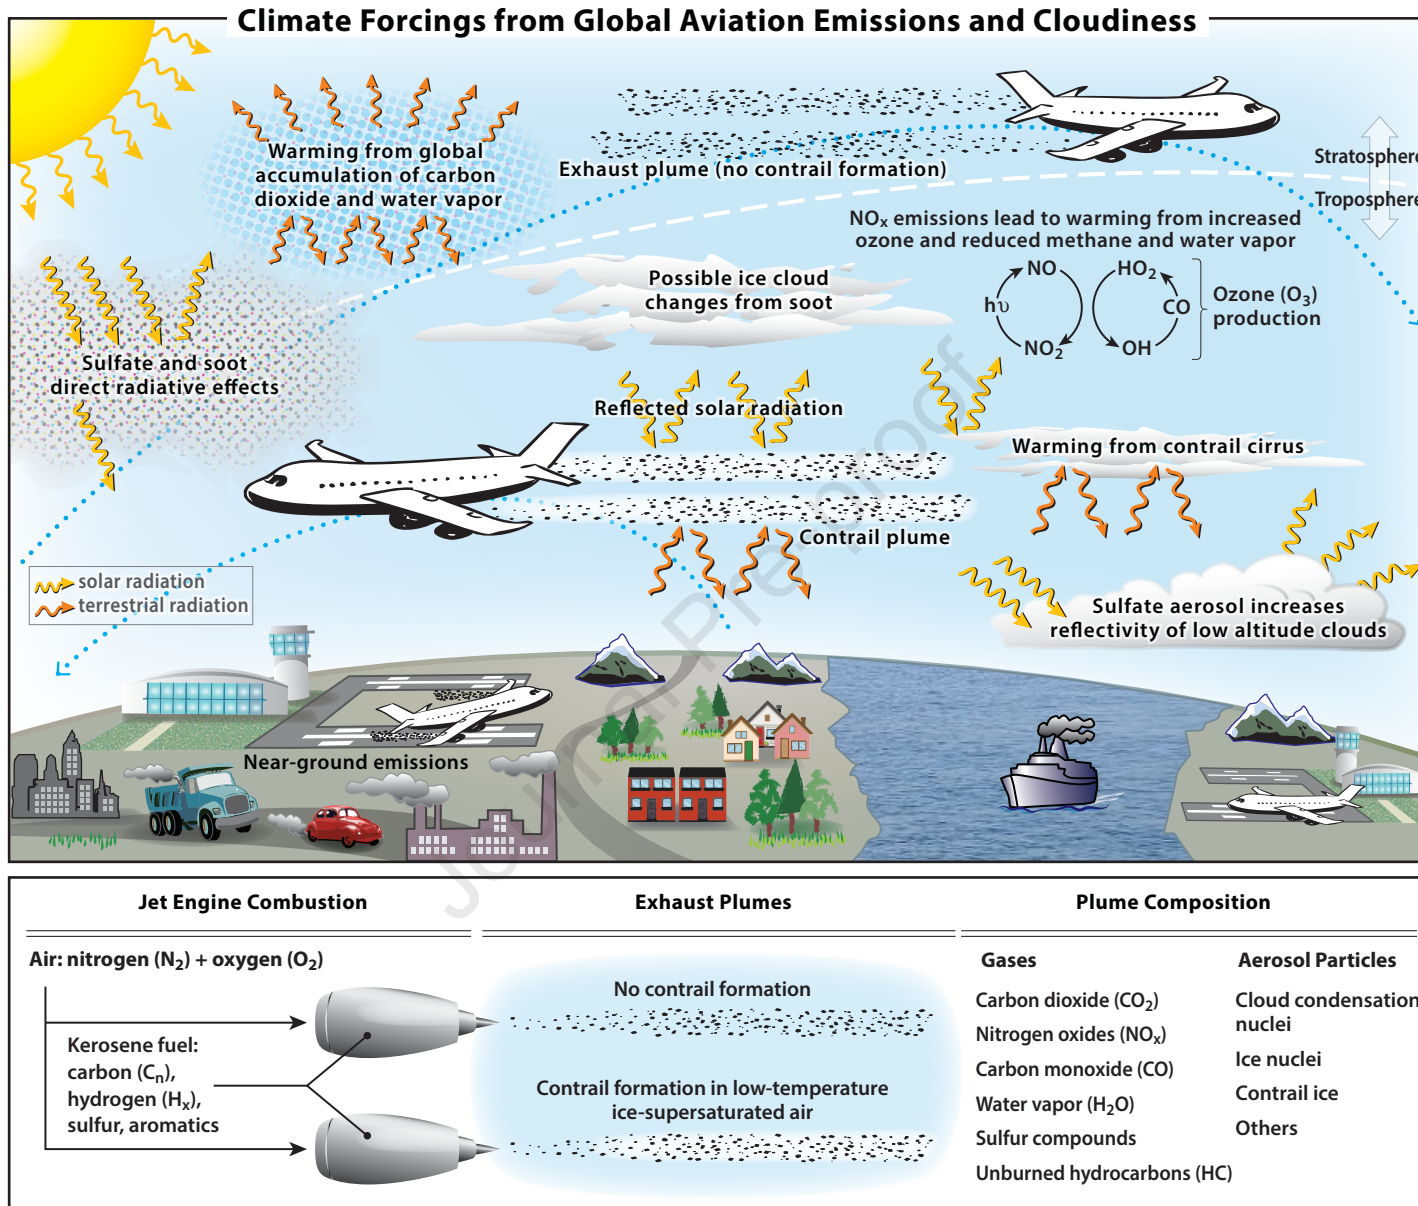 Climate Forcings from Global Aviation Emissions and Cloudiness
Warming from global
accumulation of carbon
dioxide and water vapor
Exhaust plume (no contrail formation)
Stratosphere
Troposphere
NOx emissions lead to warming from increased
ozone and reduced methane and water vapor
NO
HO2
hυ
CO
NO2
OH
Ozone (O3)
production
Possible ice cloud
changes from soot
Sulfate and soot
direct radiative effects
Reflected solar radiation
Warming from contrail cirrus
Contrail plume
solar radiation
terrestrial radiation
Sulfate aerosol increases
reflectivity of low altitude clouds
Near-ground emissions
Journal Pre-proof
Jet Engine Combustion
Air: nitrogen (N2) + oxygen (O2)
Kerosene fuel:
carbon (Cn),
hydrogen (Hx),
sulfur, aromatics
Exhaust Plumes
No contrail formation
Contrail formation in low-temperature
ice-supersaturated air
Plume Composition
Gases
Carbon dioxide (CO2)
Nitrogen oxides (NOx)
Carbon monoxide (CO)
Water vapor (H2O)
Sulfur compounds
Unburned hydrocarbons (HC)
Aerosol Particles
Cloud condensation
nuclei
Ice nuclei
Contrail ice
Others